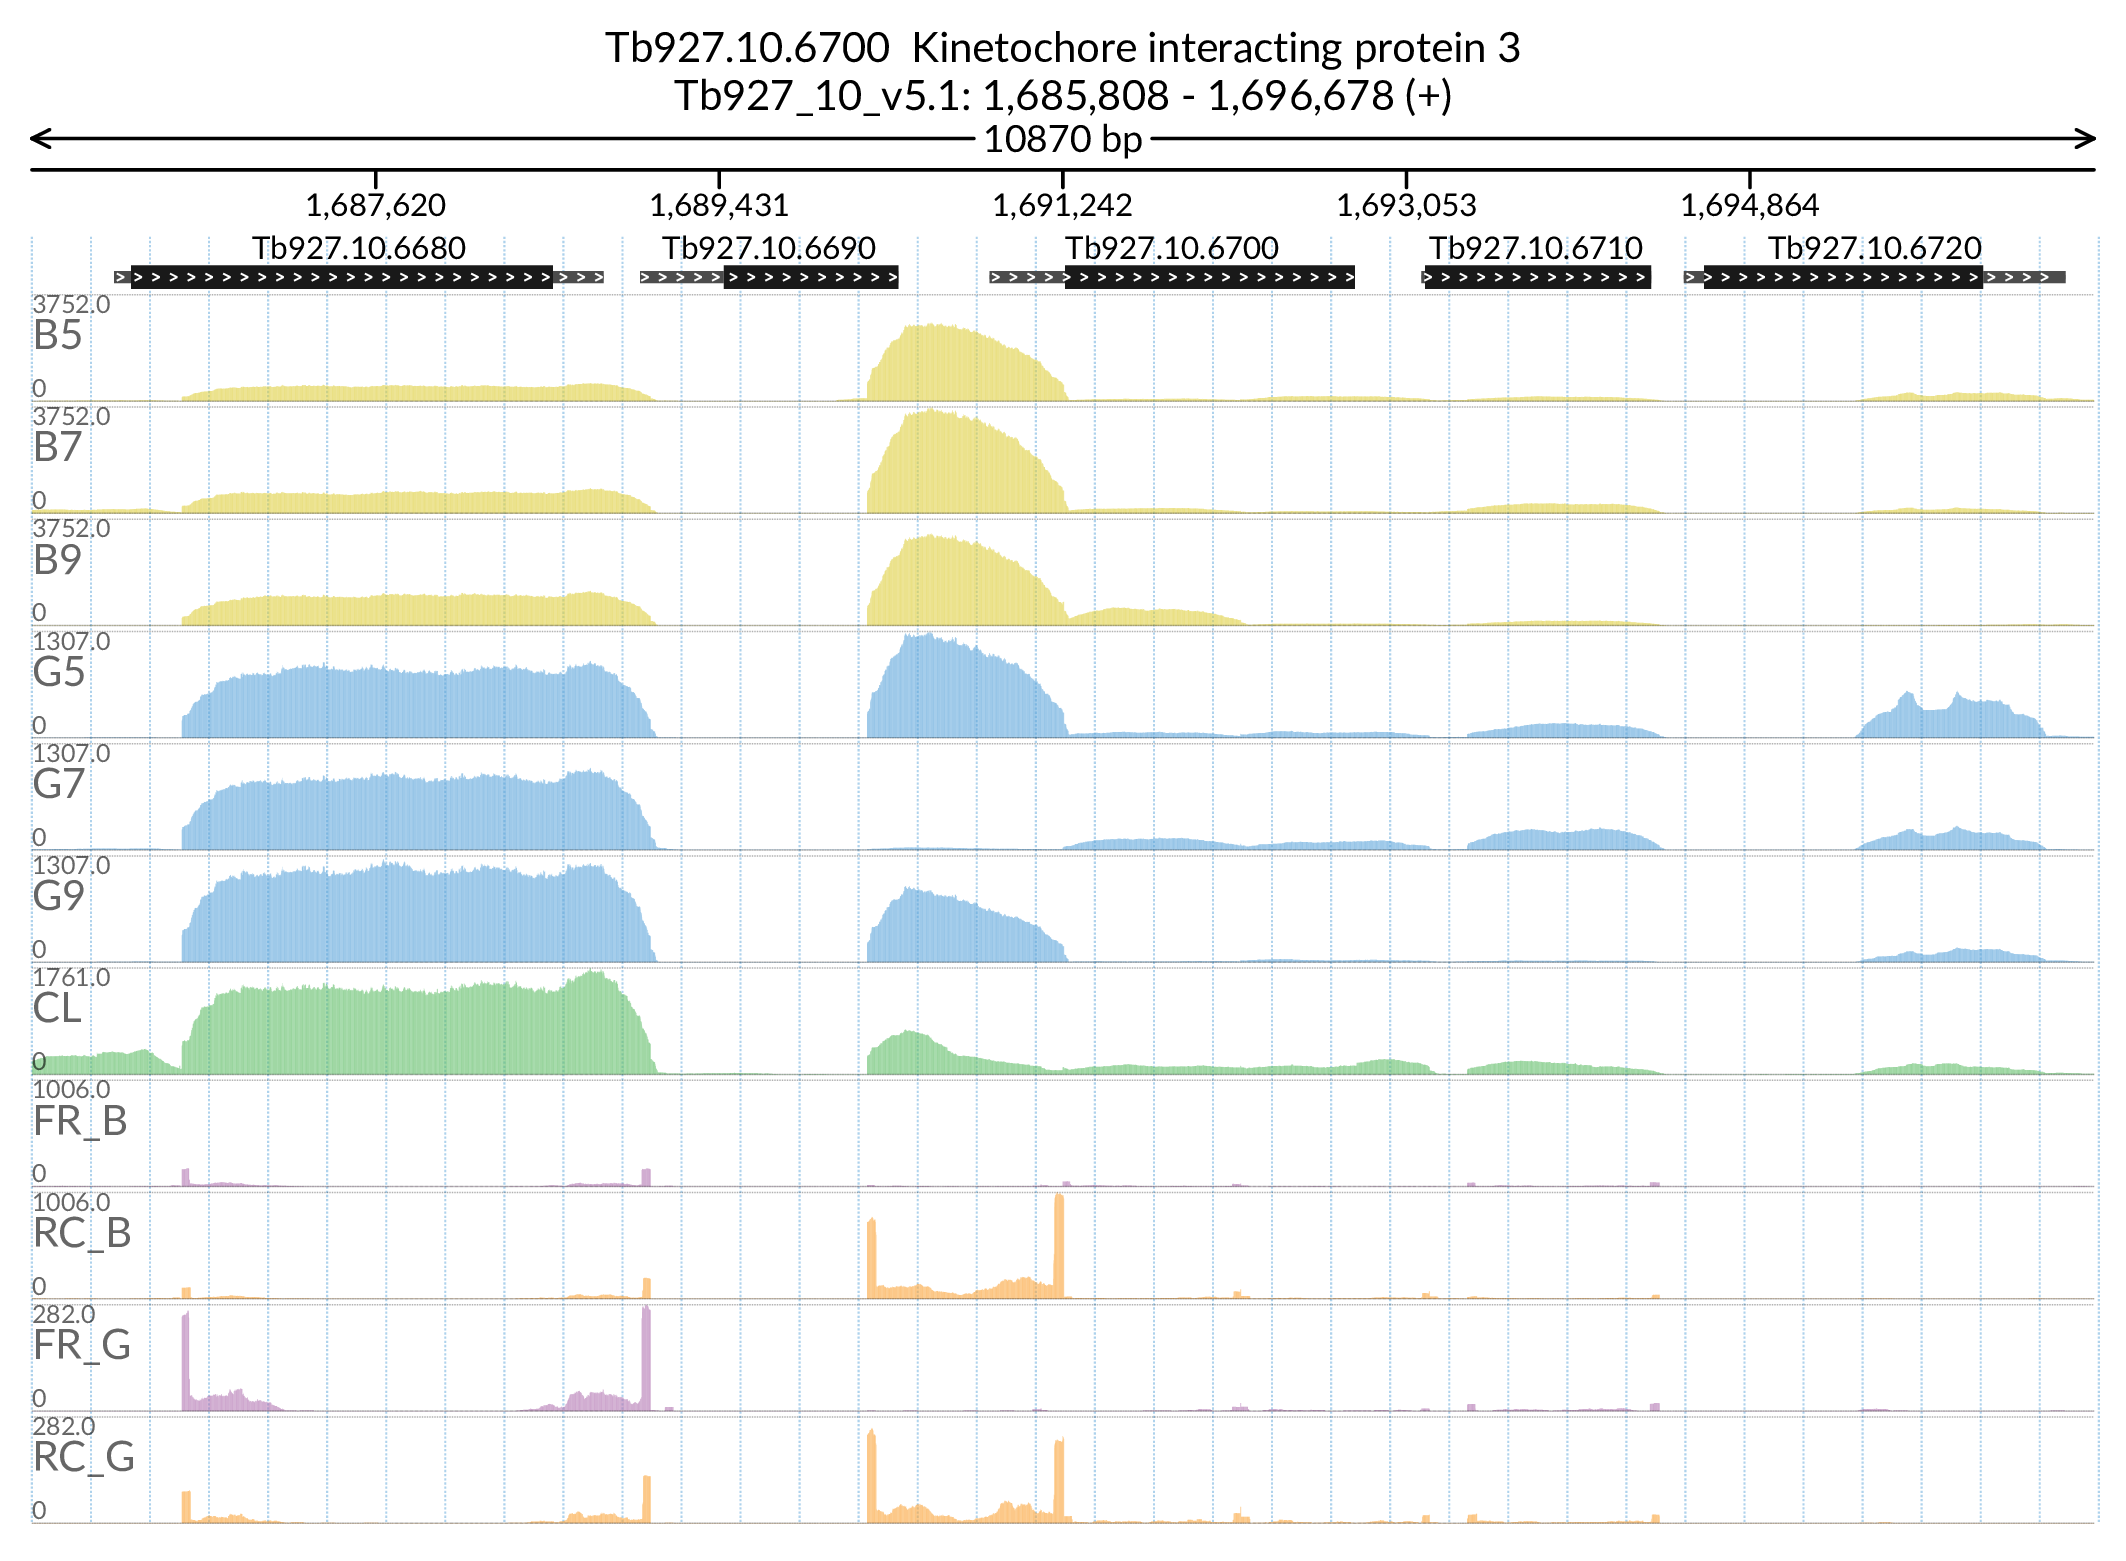 Tb927.10.6700  Kinetochore interacting protein 3
Tb927_10_v5.1: 1,685,808 - 1,696,678 (+)
10870 bp
1,687,620 1,689,431 1,691,242 1,693,053 1,694,864
Tb927.10.6680 Tb927.10.6690 Tb927.10.6700 Tb927.10.6710 Tb927.10.6720
3752.0
B5
0
3752.0
B7
0
3752.0
B9
0
1307.0
G5
0
1307.0
G7
0
1307.0
G9
0
1761.0
CL
0
1006.0
FR_B
0
1006.0
RC_B
0
282.0
FR_G
0
282.0
RC_G
0